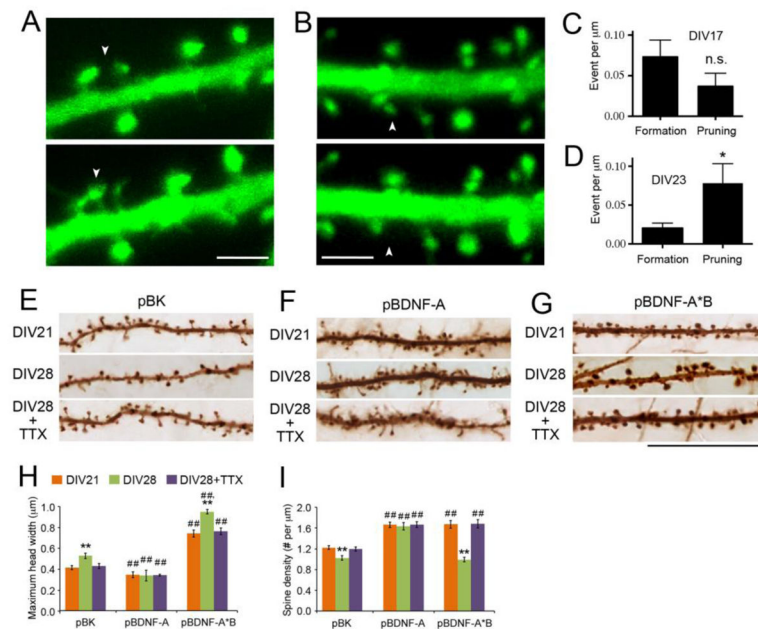 A
B
C
DIV17
Event per µm
0.10
n.s.
0.05
0.00
Formation Pruning
D
*
Event per µm
0.10
DIV23
0.05
0.00
Formation Pruning
E
pBK
DIV21
DIV28
DIV28
+
TTX
F
pBDNF-A
DIV21
DIV28
DIV28
+
TTX
G
pBDNF-A*B
DIV21
DIV28
DIV28
+
TTX
H
DIV21 DIV28 DIV28+TTX
Maximum head width (µm)
1.0
0.8
0.6
0.4
0.2
0
**
## ## ##
##
##,
**
##
pBK pBDNF-A pBDNF-A*B
I
Spine density (# per µm)
2.0
1.6
1.2
0.8
0.4
0
**
## ## ##
##
**
##
pBK pBDNF-A pBDNF-A*B